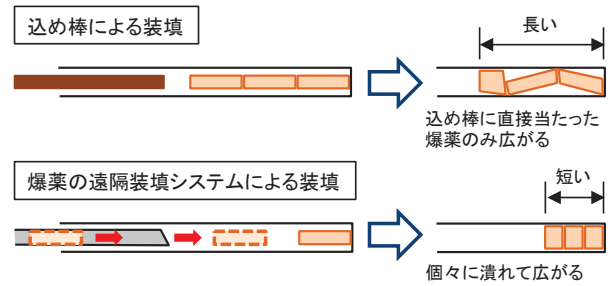 込め棒による装填
長い
込め棒に直接当たった
爆薬のみ広がる
爆薬の遠隔装填システムによる装填
短い
個々に潰れて広がる